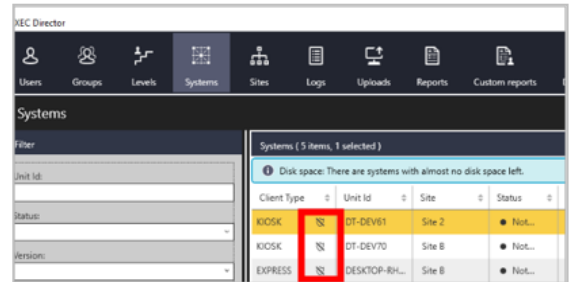 XEC Director
Users Groups Levels Systems Sites Logs Uploads Reports Custom reports
Systems
Filter
Systems ( 5 items, 1 selected )
Unit Id:
Disk space: There are systems with almost no disk space left.
Client Type Unit Id Site Status
Status:
KIOSK DT-DEV61 Site 2 Not...
KIOSK DT-DEV70 Site B Not...
Version:
EXPRESS DESKTOP-RH... Site B Not...